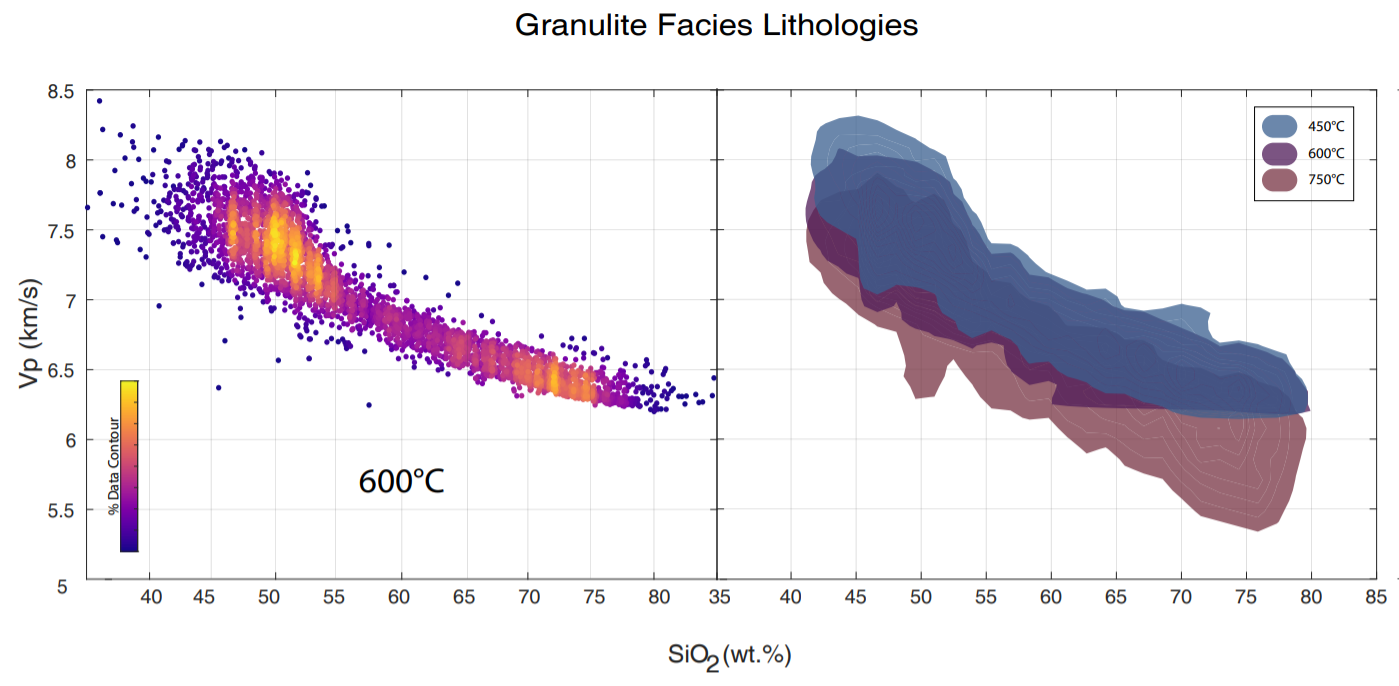 Granulite Facies Lithologies
8.5
8
7.5
7
6.5
6
5.5
5
Vp (km/s)
% Data Contour
600°C
450°C
600°C
750°C
40 45 50 55 60 65 70 75 80 35 40 45 50 55 60 65 70 75 80 85
SiO2 (wt.%)